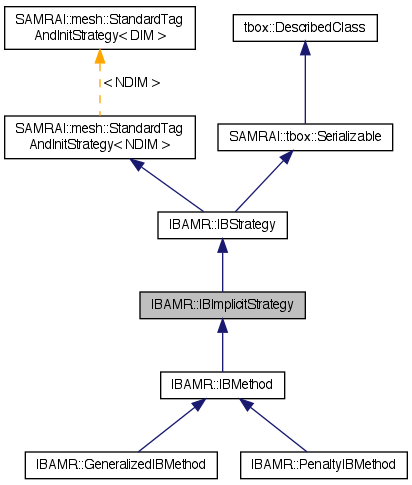 SAMRAI::mesh::StandardTag
AndInitStrategy< DIM >
tbox::DescribedClass
< NDIM >
SAMRAI::mesh::StandardTag
AndInitStrategy< NDIM >
SAMRAI::tbox::Serializable
IBAMR::IBStrategy
IBAMR::IBImplicitStrategy
IBAMR::IBMethod
IBAMR::GeneralizedIBMethod
IBAMR::PenaltyIBMethod